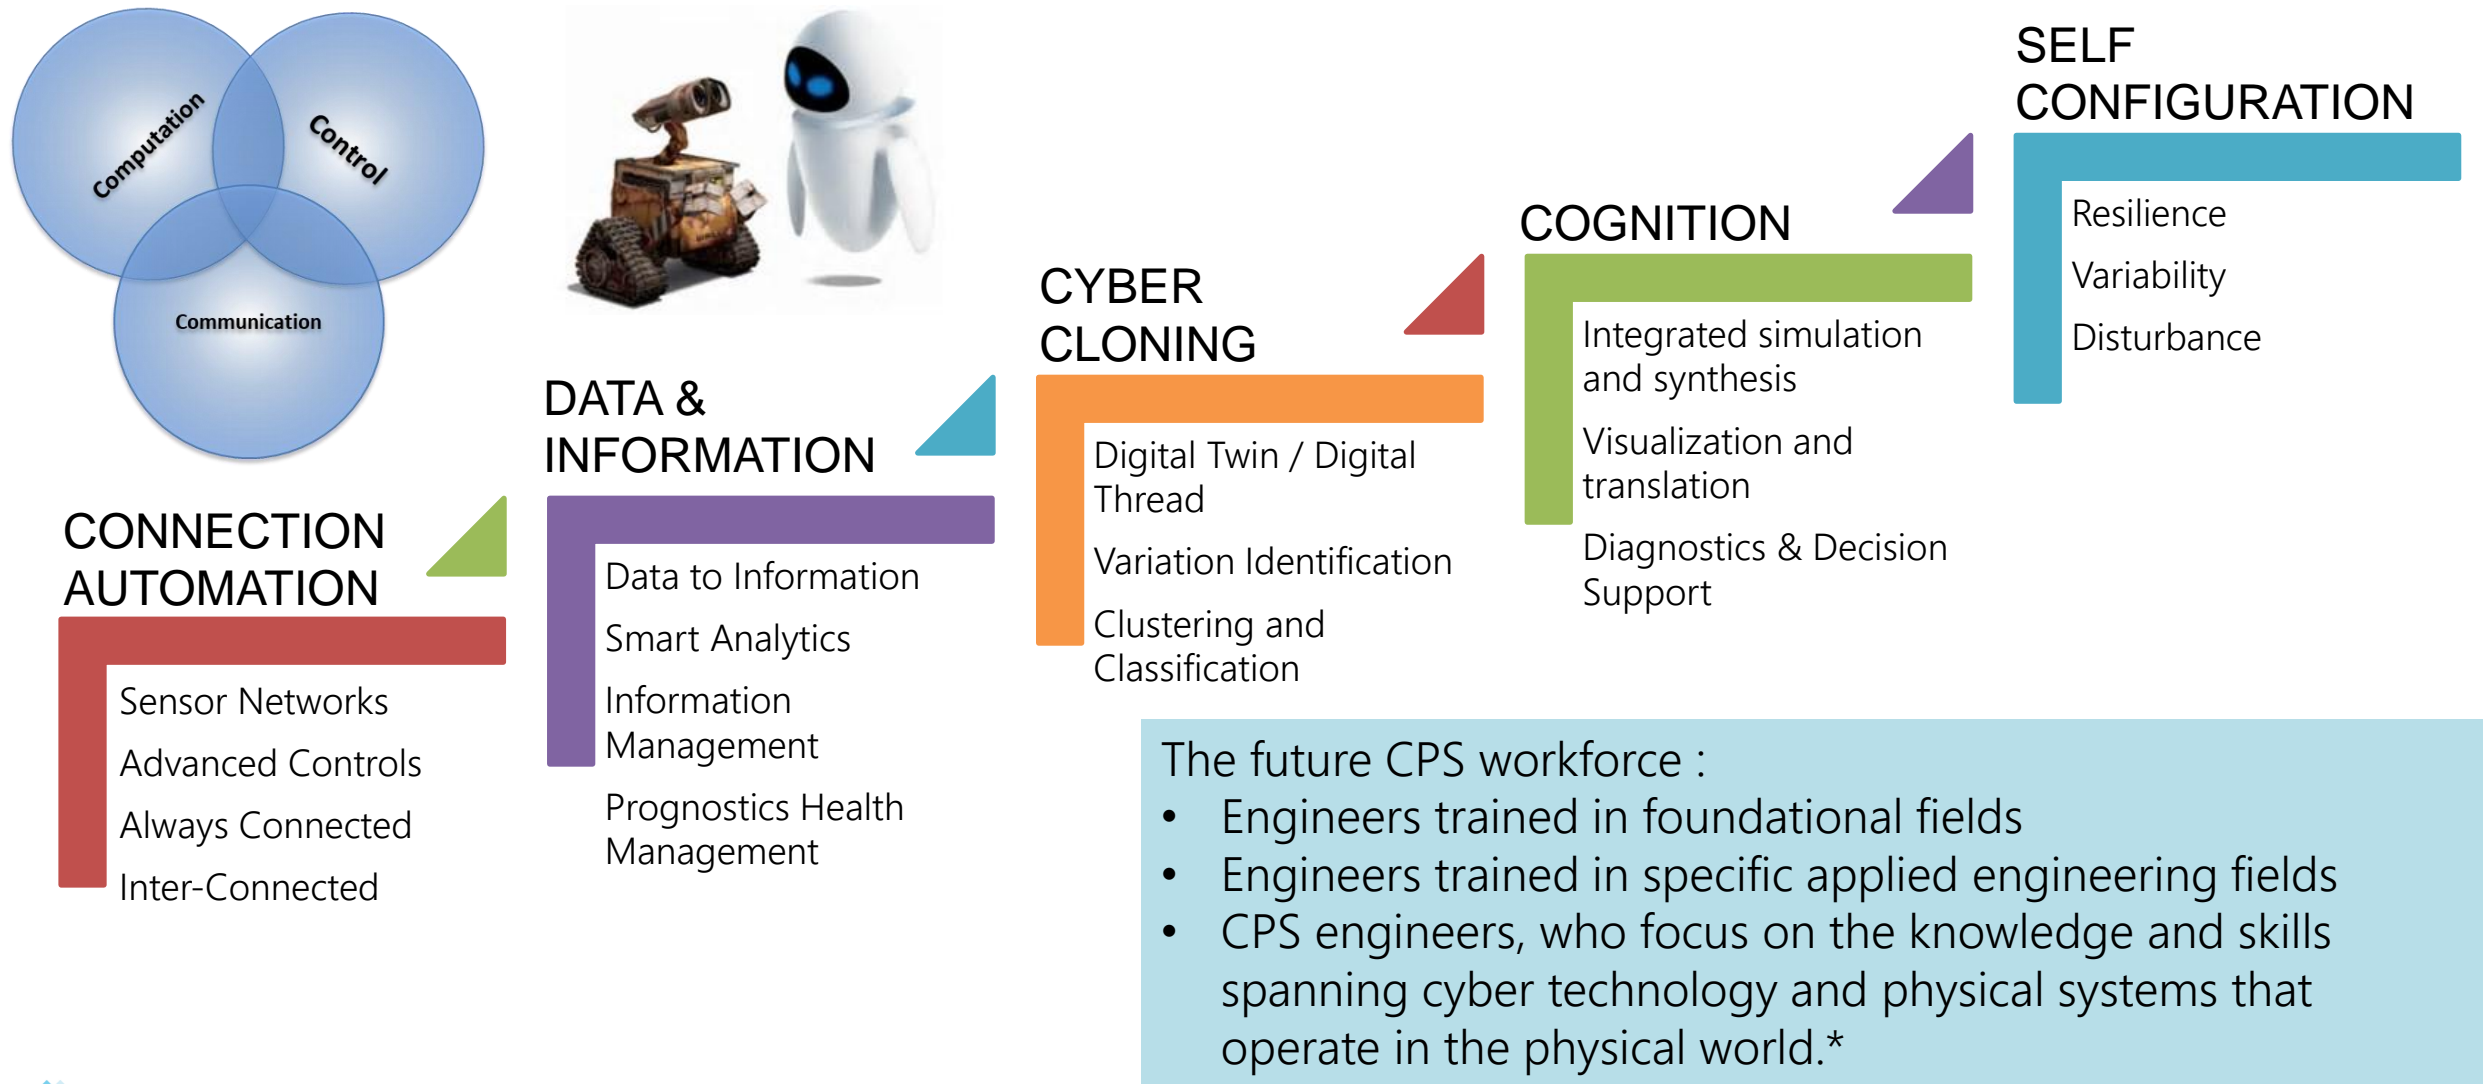 Computation
Control
Communication
CONNECTION
AUTOMATION
Sensor Networks
Advanced Controls
Always Connected
Inter-Connected
DATA &
INFORMATION
Data to Information
Smart Analytics
Information
Management
Prognostics Health
Management
CYBER
CLONING
Digital Twin / Digital
Thread
Variation Identification
Clustering and
Classification
COGNITION
Integrated simulation
and synthesis
Visualization and
translation
Diagnostics & Decision
Support
SELF
CONFIGURATION
Resilience
Variability
Disturbance
The future CPS workforce :
• Engineers trained in foundational fields
• Engineers trained in specific applied engineering fields
• CPS engineers, who focus on the knowledge and skills
spanning cyber technology and physical systems that
operate in the physical world.*